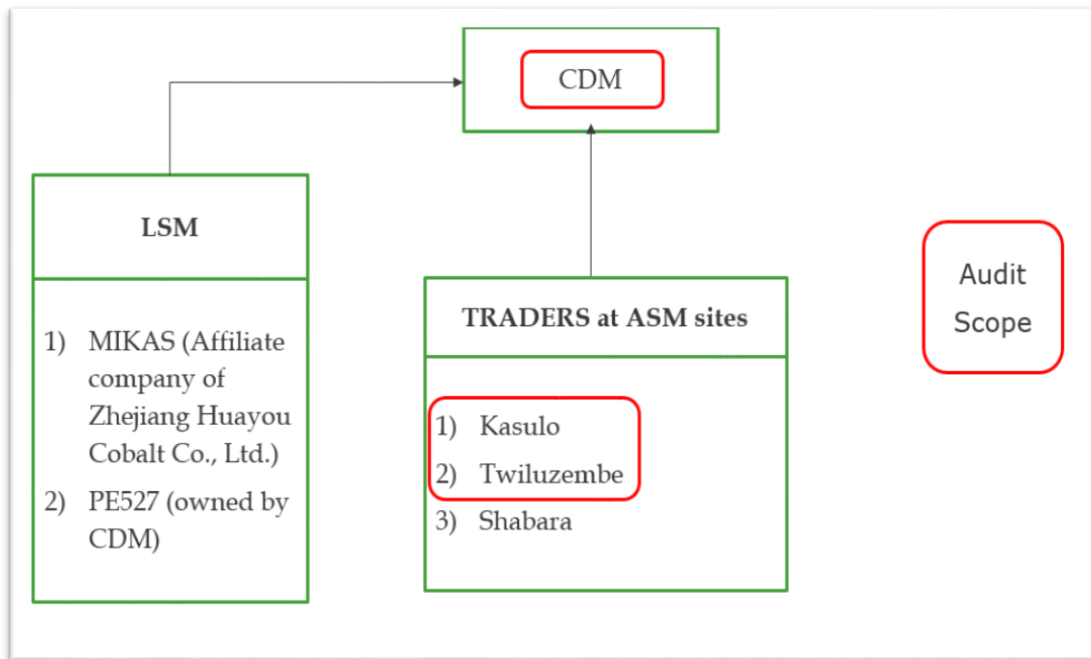 CDM
LSM
1) MIKAS (Affiliate
company of
Zhejiang Huayou
Cobalt Co., Ltd.)
2) PE527 (owned by
CDM)
TRADERS at ASM sites
1) Kasulo
2) Twiluzembe
3) Shabara
Audit
Scope